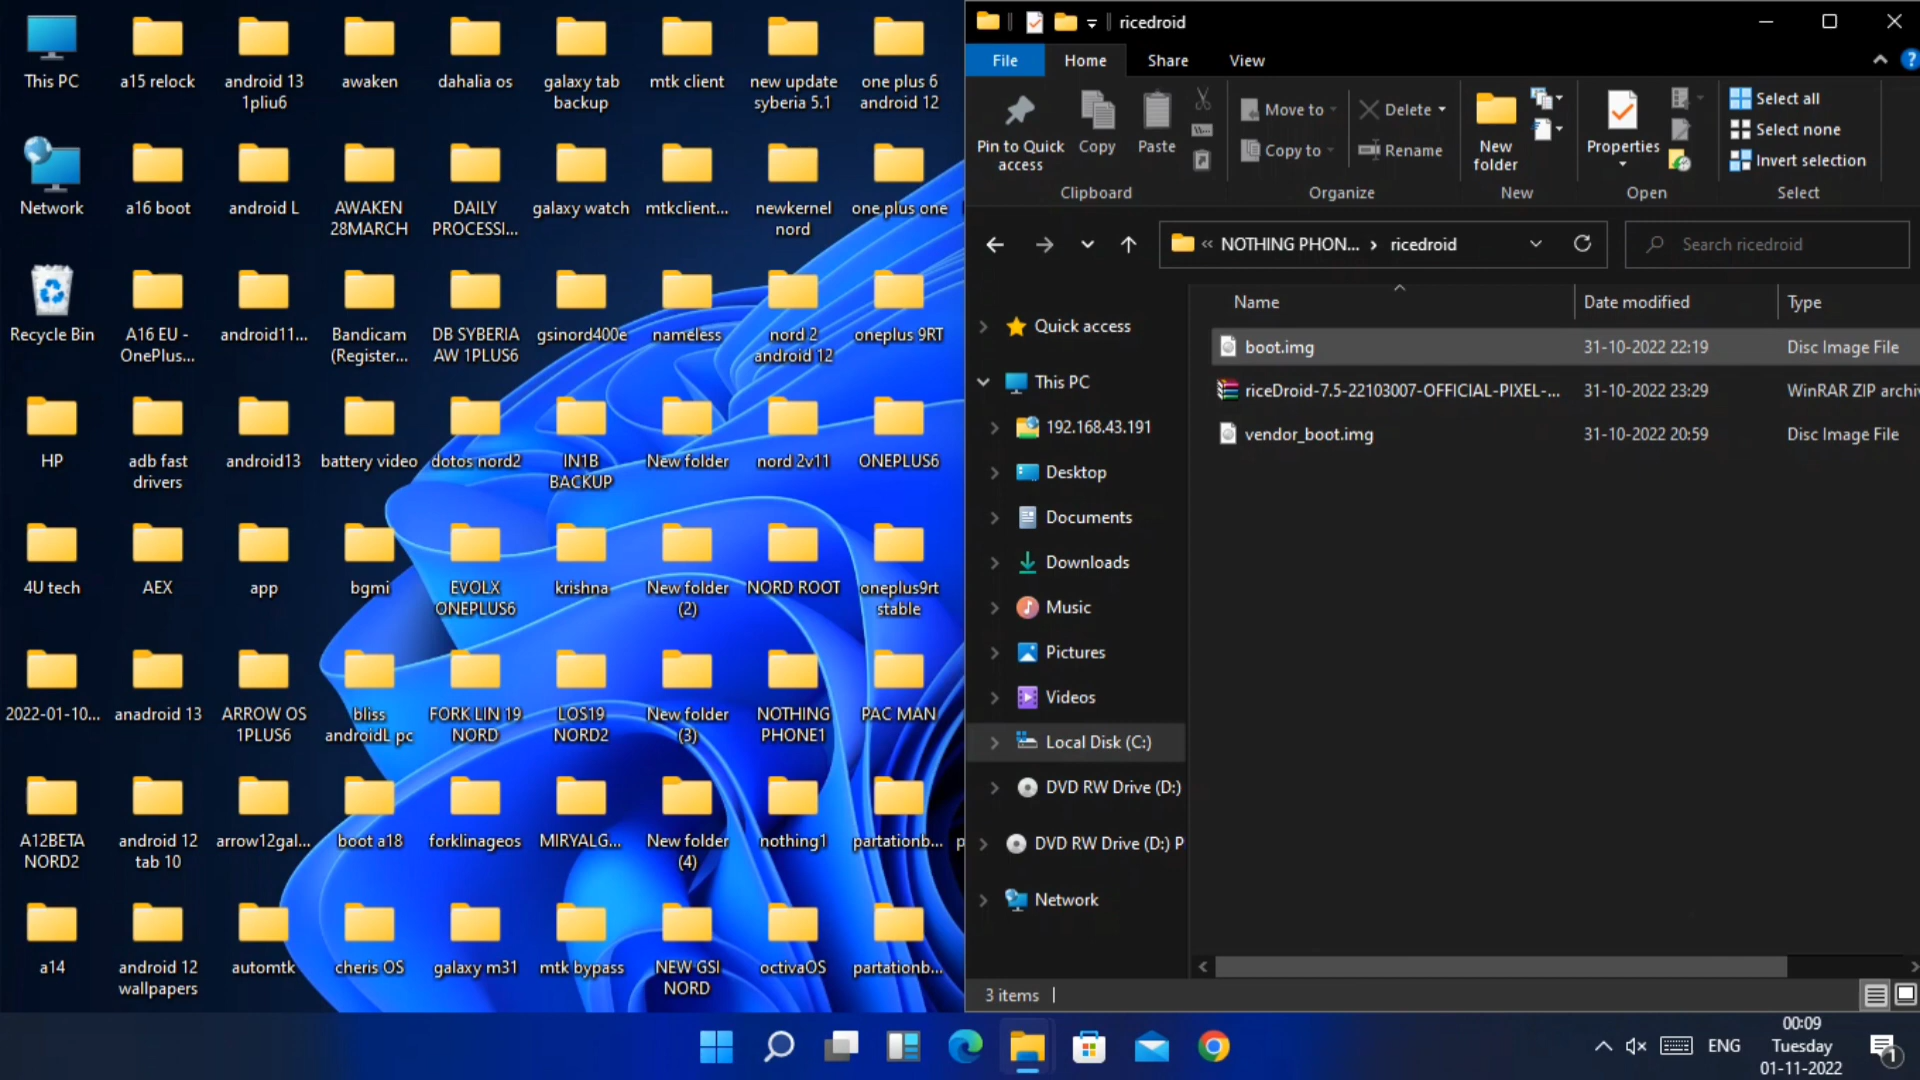 This PC
a15 relock
android 13
1pliu6
awaken
dahalia os
galaxy tab
backup
mtk client
new update
syberia 5.1
one plus 6
android 12
Network
a16 boot
android L
AWAKEN
28MARCH
DAILY
PROCESSI...
galaxy watch
mtkclient...
newkernel
nord
one plus one
Recycle Bin
A16 EU -
OnePlus...
android11...
Bandicam
(Register...
DB SYBERIA
AW 1PLUS6
gsinord400e
nameless
nord 2
android 12
oneplus 9RT
HP
adb fast
drivers
android13
battery video
dotos nord2
IN1B
BACKUP
New folder
nord 2v11
ONEPLUS6
4U tech
AEX
app
bgmi
EVOLX
ONEPLUS6
krishna
New folder
(2)
NORD ROOT
oneplus9rt
stable
2022-01-10...
anadroid 13
ARROW OS
1PLUS6
bliss
androidL pc
FORK LIN 19
NORD
LOS19
NORD2
New folder
(3)
NOTHING
PHONE1
PAC MAN
A12BETA
NORD2
android 12
tab 10
arrow12gal...
boot a18
forklinageos
MIRYALG...
New folder
(4)
nothing1
partationb...
a14
android 12
wallpapers
automtk
cheris OS
galaxy m31
mtk bypass
NEW GSI
NORD
octivaOS
partationb...
ricedroid
File
Home
Share
View
Pin to Quick
access
Copy
Paste
Move to
Copy to
Delete
Rename
New
folder
Properties
Select all
Select none
Invert selection
Clipboard
Organize
New
Open
Select
« NOTHING PHON... › ricedroid
Search ricedroid
Name
Date modified
Type
boot.img
31-10-2022 22:19
Disc Image File
riceDroid-7.5-22103007-OFFICIAL-PIXEL-...
31-10-2022 23:29
WinRAR ZIP archiv
vendor_boot.img
31-10-2022 20:59
Disc Image File
Quick access
This PC
192.168.43.191
Desktop
Documents
Downloads
Music
Pictures
Videos
Local Disk (C:)
DVD RW Drive (D:)
DVD RW Drive (D:) P
Network
3 items
ENG
00:09
Tuesday
01-11-2022
1